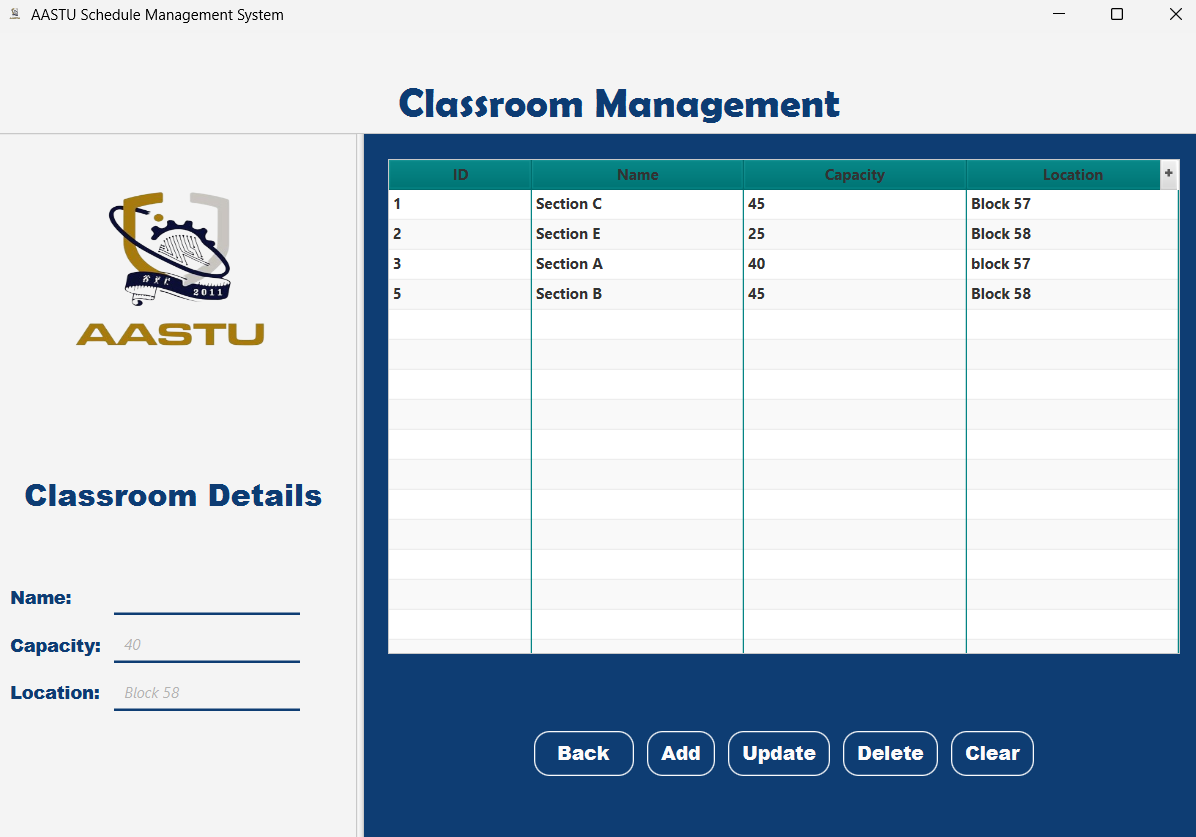 AASTU Schedule Management System
Classroom Management
2011
AASTU
Classroom Details
Name:
Capacity: 40
Location: Block 58
ID Name Capacity Location +
1 Section C 45 Block 57
2 Section E 25 Block 58
3 Section A 40 block 57
5 Section B 45 Block 58
Back Add Update Delete Clear